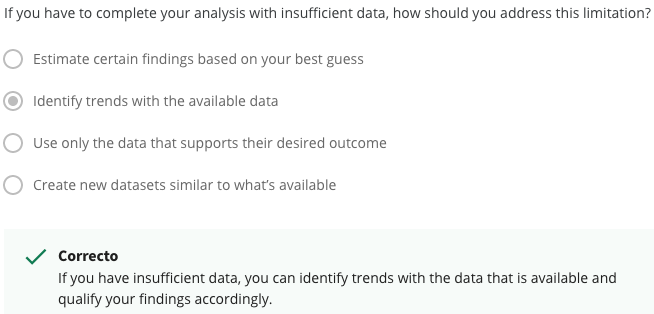 If you have to complete your analysis with insufficient data, how should you address this limitation?
Estimate certain findings based on your best guess
Identify trends with the available data
Use only the data that supports their desired outcome
Create new datasets similar to what's available
Correcto
If you have insufficient data, you can identify trends with the data that is available and
qualify your findings accordingly.